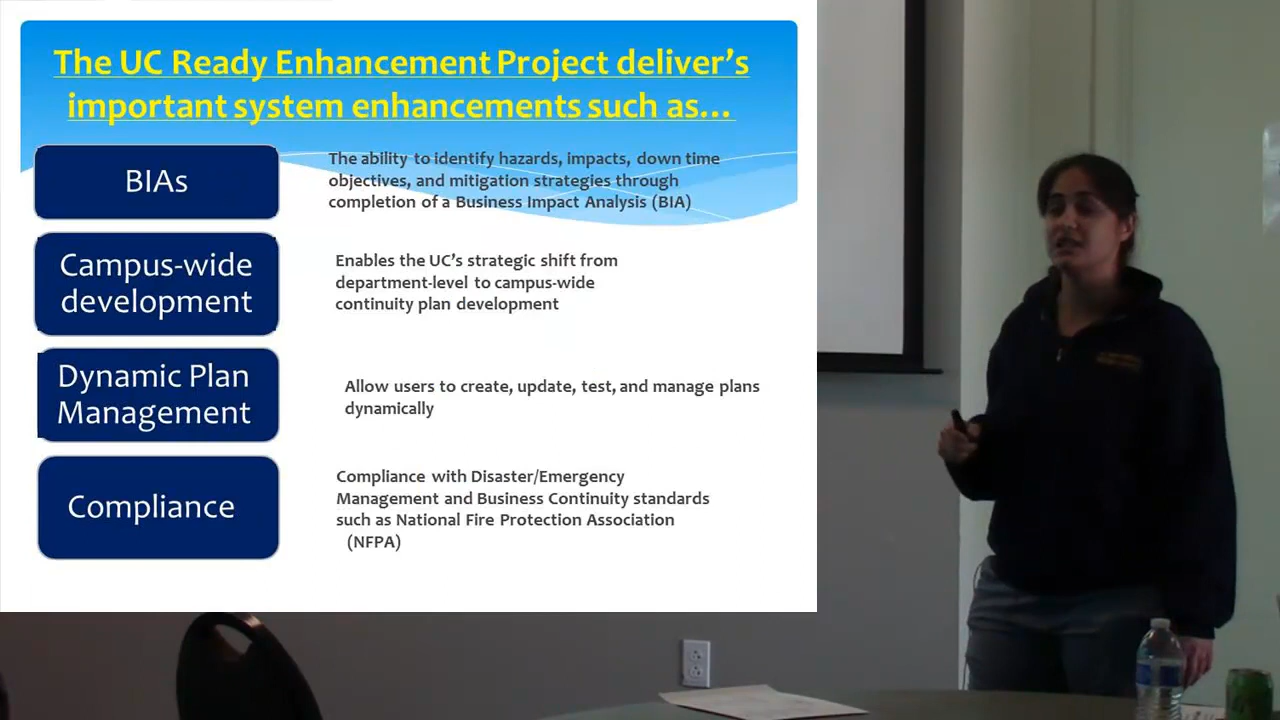 The UC Ready Enhancement Project deliver's
important system enhancements such as...
BIAs
The ability to identify hazards, impacts, down time
objectives, and mitigation strategies through
completion of a Business Impact Analysis (BIA)
Campus-wide
development
Enables the UC's strategic shift from
department-level to campus-wide
continuity plan development
Dynamic Plan
Management
Allow users to create, update, test, and manage plans
dynamically
Compliance
Compliance with Disaster/Emergency
Management and Business Continuity standards
such as National Fire Protection Association
(NFPA)